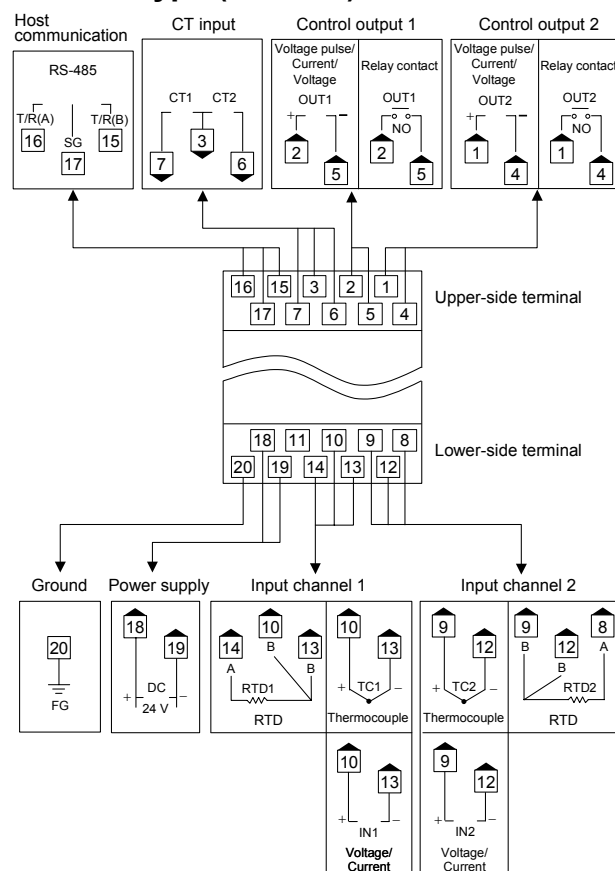 Host communication
CT input
Control output 1
Control output 2
RS-485
T/R(A)
T/R(B)
16
SG
15
17
CT1
CT2
3
7
6
Voltage pulse/
Current/
Voltage
OUT1
+
−
2
5
Relay contact
OUT1
NO
2
5
Voltage pulse/
Current/
Voltage
OUT2
+
−
1
4
Relay contact
OUT2
NO
1
4
16
15
3
2
1
17
7
6
5
4
Upper-side terminal
18
11
10
9
8
20
19
14
13
12
Lower-side terminal
Ground
Power supply
Input channel 1
Input channel 2
20
FG
18
19
+
DC
−
24 V
14
10
13
A
B
B
RTD1
RTD
10
13
+
TC1
−
Thermocouple
10
13
+
−
IN1
Voltage/
Current
9
12
+
TC2
−
Thermocouple
9
12
+
−
IN2
Voltage/
Current
9
12
8
B
B
A
RTD2
RTD